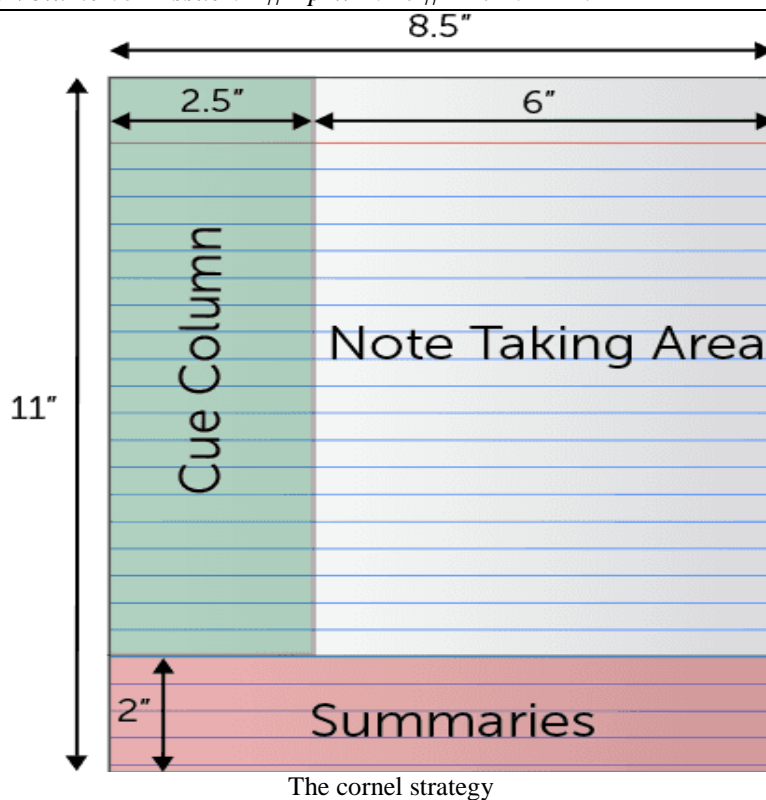 8.5″
2.5″
6″
Cue Column
Note Taking Area
11″
2″
Summaries
The cornel strategy